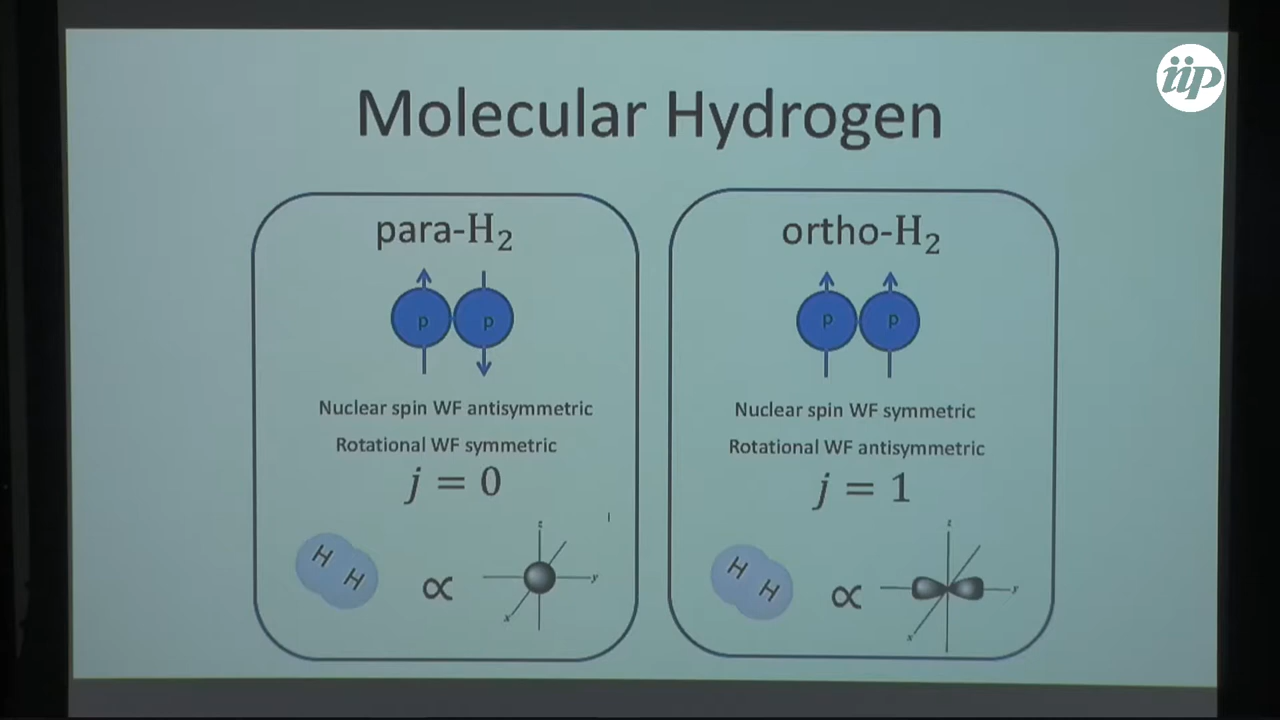 iip
Molecular Hydrogen
para-H₂
p p
Nuclear spin WF antisymmetric
Rotational WF symmetric
j = 0
H H
∝
z
y
x
ortho-H₂
p p
Nuclear spin WF symmetric
Rotational WF antisymmetric
j = 1
H H
∝
z
y
x